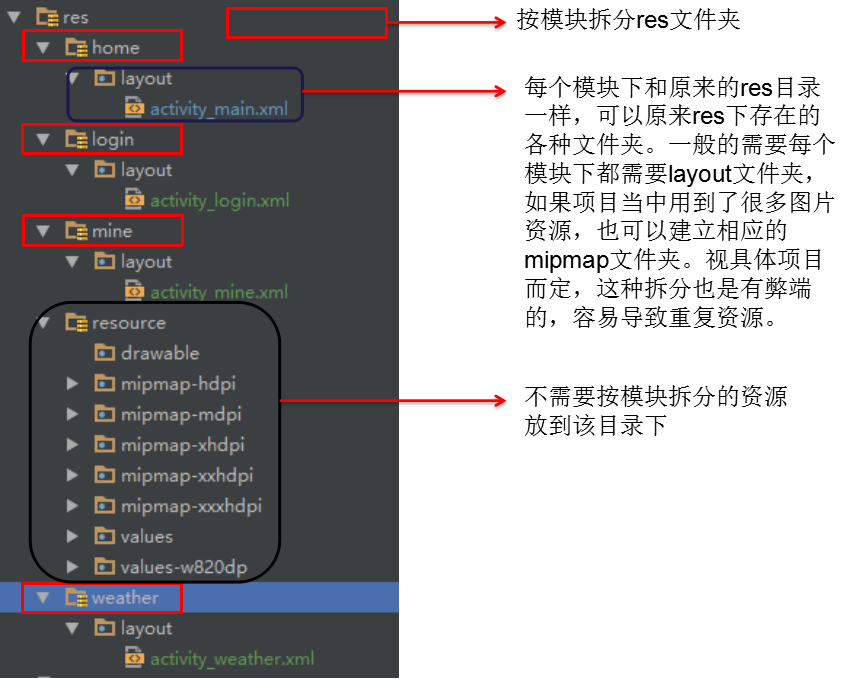 res
home
layout
activity_main.xml
login
layout
activity_login.xml
mine
layout
activity_mine.xml
resource
drawable
mipmap-hdpi
mipmap-mdpi
mipmap-xhdpi
mipmap-xxhdpi
mipmap-xxxhdpi
values
values-w820dp
weather
layout
activity_weather.xml
按模块拆分res文件夹
每个模块下和原来的res目录
一样，可以原来res下存在的
各种文件夹。一般的需要每个
模块下都需要layout文件夹，
如果项目当中用到了很多图片
资源，也可以建立相应的
mipmap文件夹。视具体项目
而定，这种拆分也是有弊端
的，容易导致重复资源。
不需要按模块拆分的资源
放到该目录下